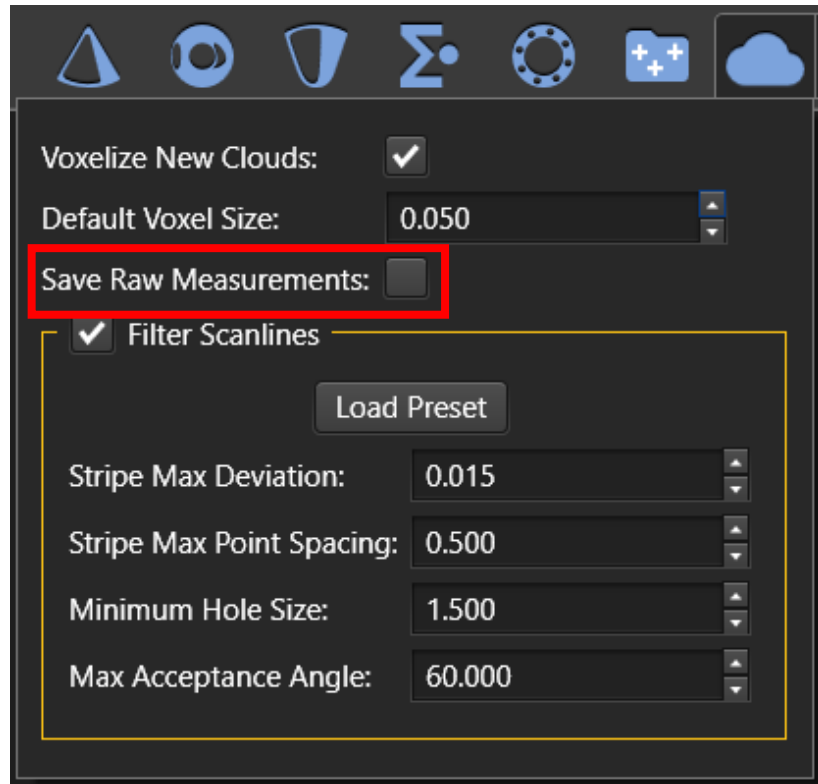 Voxelize New Clouds:
Default Voxel Size: 0.050
Save Raw Measurements:
Filter Scanlines
Load Preset
Stripe Max Deviation: 0.015
Stripe Max Point Spacing: 0.500
Minimum Hole Size: 1.500
Max Acceptance Angle: 60.000